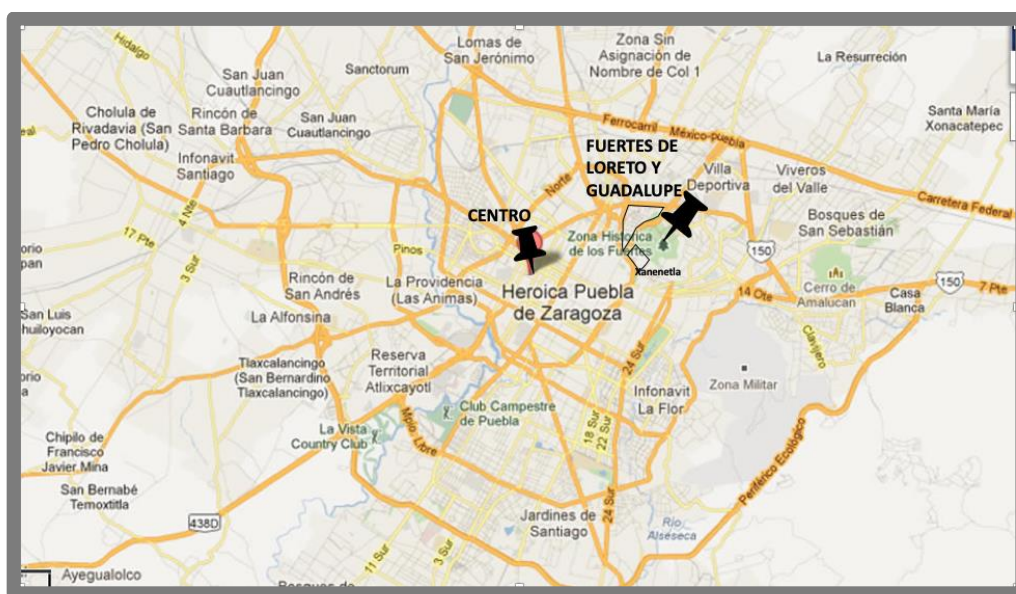 Hidalgo
Lomas de
San Jerónimo
Zona Sin
Asignación de
Nombre de Col 1
La Resurreción
Sanctorum
San Juan
Cuautlancingo
Cholula de
Rivadavia (San
Pedro Cholula)
Rincón de
Santa Barbara
San Juan
Cuautlancingo
Santa María
Xonacatepec
Ferrocarril México-puebla
Infonavit
Santiago
FUERTES DE
LORETO Y
GUADALUPE
Villa
Deportiva
Viveros
del Valle
Carretera Federal
Norte
4 Nte
CENTRO
Bosques de
San Sebastián
17 Pte
Pinos
Zona Histórica
de los Fuertes
150
3 Sur
Xanenetla
Rincón de
San Andrés
La Providencia
(Las Animas)
Heroica Puebla
de Zaragoza
14 Ote
Cerro de
Amalucan
Casa
Blanca
150
7 Pte
San Luis
La Alfonsina
Clavijero
Tlaxcalancingo
(San Bernardino
Tlaxcalancingo)
Reserva
Territorial
Atlixcayotl
24 Sur
Zona Militar
Infonavit
La Flor
Club Campestre
de Puebla
La Vista
Country Club
Mpio. Libre
18 Sur
22 Sur
Chipilo de
Francisco
Javier Mina
Periférico Ecológico
San Bernabé
Temoxtitla
438D
Jardines de
Santiago
24 Sur
Río
Alseseca
11 Sur
3 Sur
Ayegualolco
Bosques de